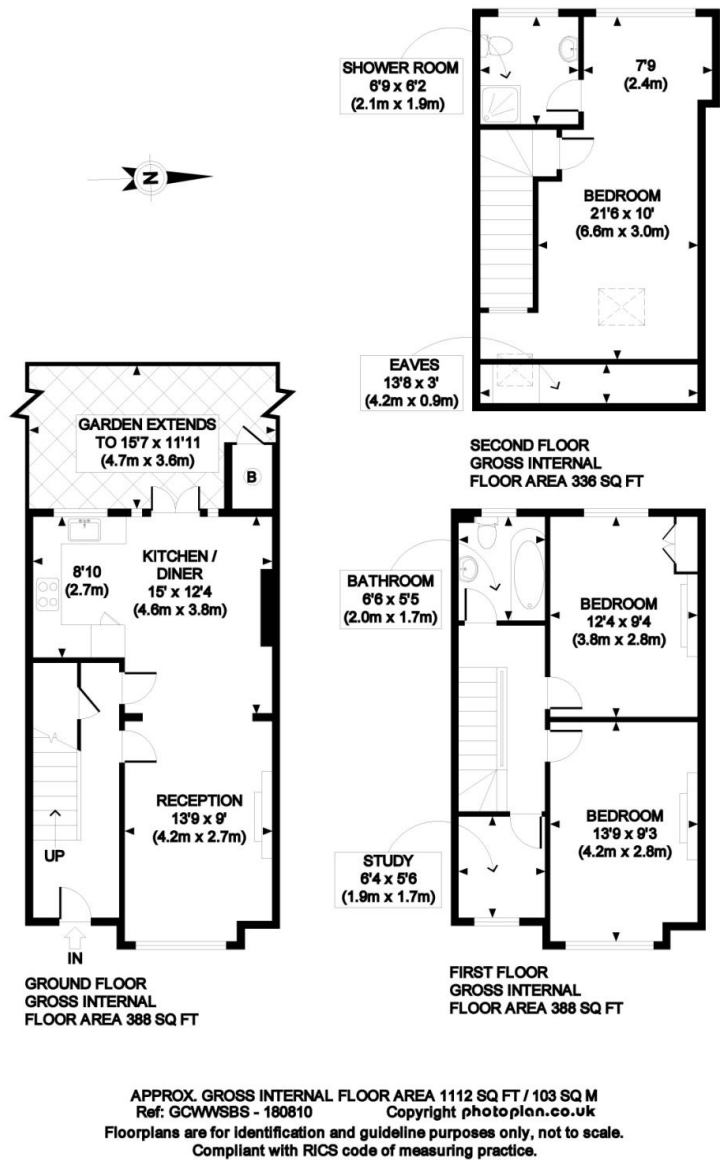 SHOWER ROOM
6'9 x 6'2
(2.1m x 1.9m)
7'9
(2.4m)
N
BEDROOM
21'6 x 10'
(6.6m x 3.0m)
EAVES
13'8 x 3'
(4.2m x 0.9m)
SECOND FLOOR
GROSS INTERNAL
FLOOR AREA 336 SQ FT
GARDEN EXTENDS
TO 15'7 x 11'11
(4.7m x 3.6m)
B
8'10
(2.7m)
KITCHEN /
DINER
15' x 12'4
(4.6m x 3.8m)
RECEPTION
13'9 x 9'
(4.2m x 2.7m)
UP
IN
GROUND FLOOR
GROSS INTERNAL
FLOOR AREA 388 SQ FT
BATHROOM
6'6 x 5'5
(2.0m x 1.7m)
BEDROOM
12'4 x 9'4
(3.8m x 2.8m)
BEDROOM
13'9 x 9'3
(4.2m x 2.8m)
STUDY
6'4 x 5'6
(1.9m x 1.7m)
FIRST FLOOR
GROSS INTERNAL
FLOOR AREA 388 SQ FT
APPROX. GROSS INTERNAL FLOOR AREA 1112 SQ FT / 103 SQ M
Ref: GCWWSBS - 180810 Copyright photoplan.co.uk
Floorplans are for identification and guideline purposes only, not to scale.
Compliant with RICS code of measuring practice.